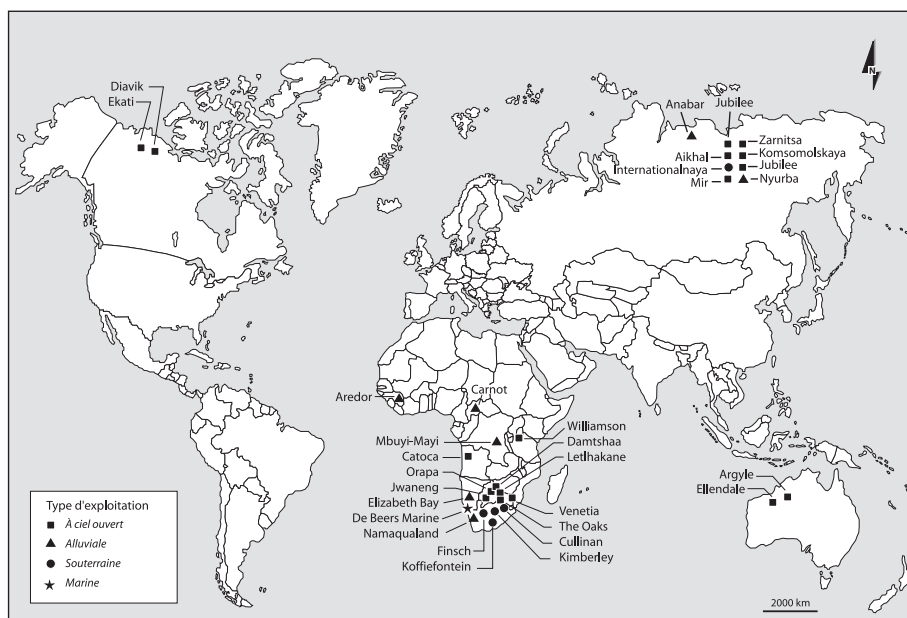 Diavik
Ekati
N
Anabar
Jubilee
Zarnitsa
Aikhal
Komsomolskaya
Internationalnaya
Jubilee
Mir
Nyurba
Aredor
Carnot
Mbuyi-Mayi
Catoca
Orapa
Jwaneng
Elizabeth Bay
De Beers Marine
Namaqualand
Finsch
Koffiefontein
Williamson
Damtshaa
Letlhakane
Venetia
The Oaks
Cullinan
Kimberley
Argyle
Ellendale
Type d'exploitation
À ciel ouvert
Alluviale
Souterraine
Marine
2000 km